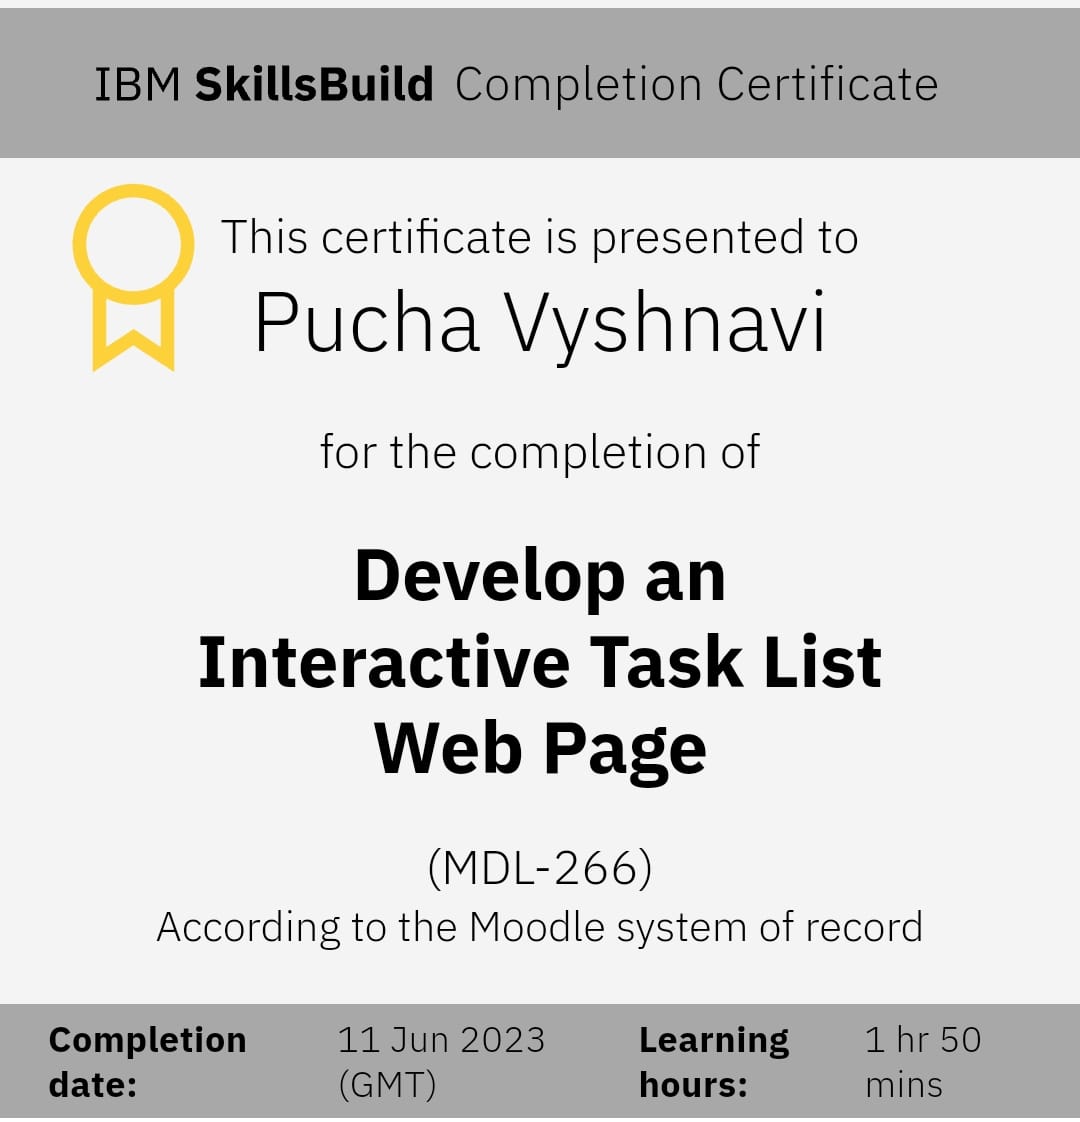 IBM SkillsBuild Completion Certificate
This certificate is presented to
Pucha Vyshnavi
for the completion of
Develop an
Interactive Task List
Web Page
(MDL-266)
According to the Moodle system of record
Completion date: 11 Jun 2023 (GMT)
Learning hours: 1 hr 50 mins